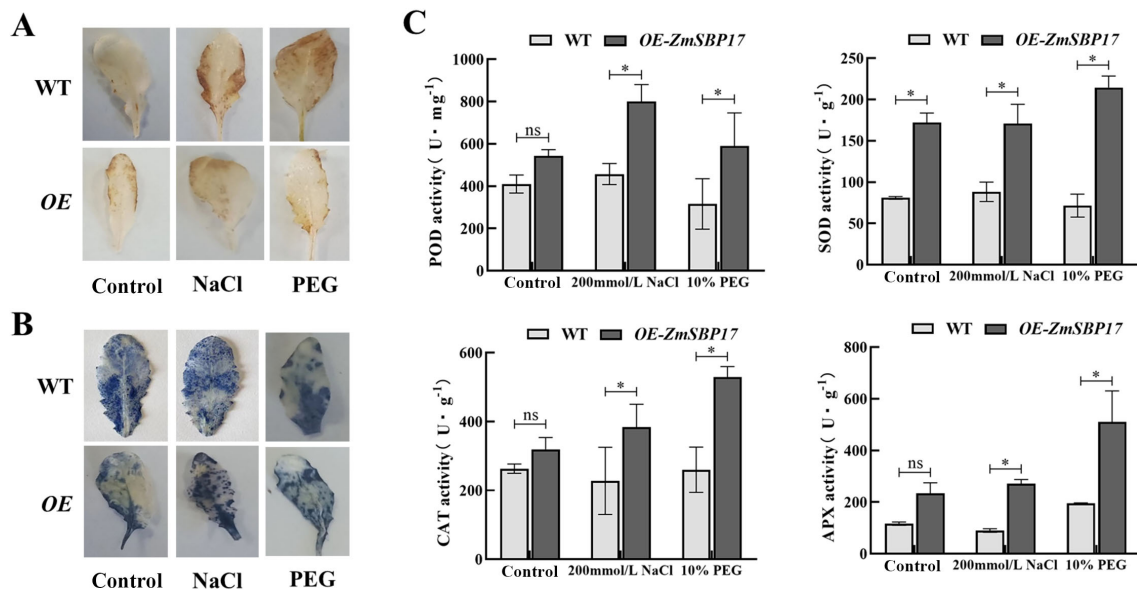 A
WT
OE
Control NaCl PEG
B
WT
OE
Control NaCl PEG
C
WT OE-ZmSBP17
POD activity( U · mg⁻¹)
1000
800
600
400
200
0
ns
*
*
Control 200mmol/L NaCl 10% PEG
WT OE-ZmSBP17
SOD activity( U · g⁻¹)
250
200
150
100
50
0
*
*
*
Control 200mmol/L NaCl 10% PEG
WT OE-ZmSBP17
CAT activity( U · g⁻¹)
600
400
200
0
ns
*
*
Control 200mmol/L NaCl 10% PEG
WT OE-ZmSBP17
APX activity( U · g⁻¹)
800
600
400
200
0
ns
*
*
Control 200mmol/L NaCl 10% PEG